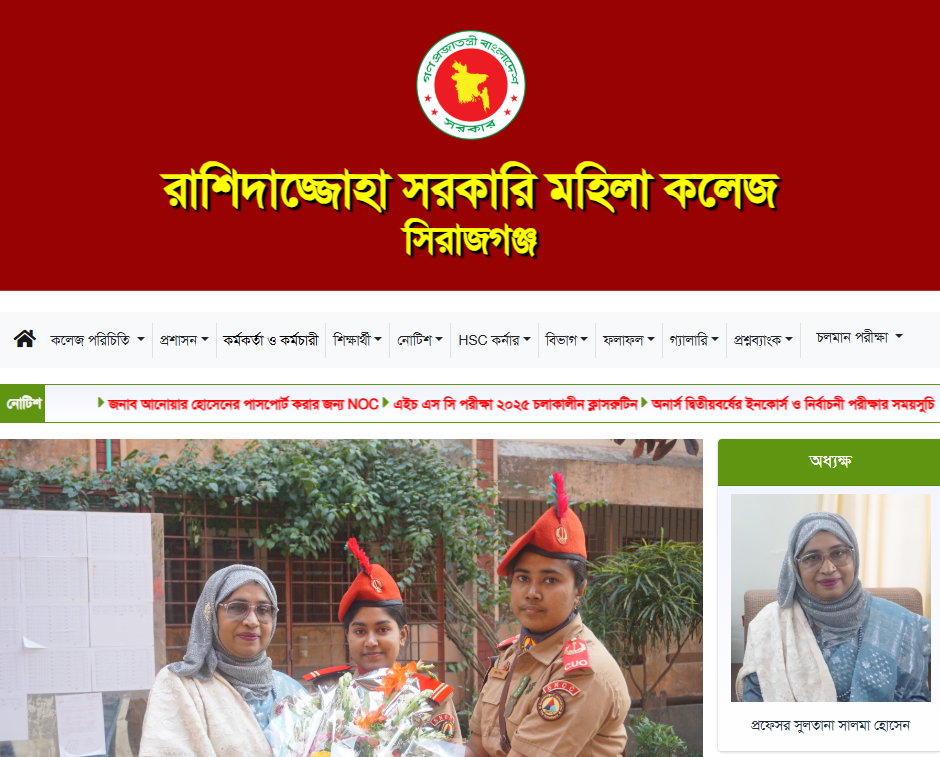 গণপ্রজাতন্ত্রী বাংলাদেশ
সরকার
রাশিদাজ্জোহা সরকারি মহিলা কলেজ
সিরাজগঞ্জ
কলেজ পরিচিতি প্রশাসন কর্মকর্তা ও কর্মচারী শিক্ষার্থী নোটিশ HSC কর্নার বিভাগ ফলাফল গ্যালারি প্রশ্নব্যাংক চলমান পরীক্ষা
নোটিশ জনাব আনোয়ার হোসেনের পাসপোর্ট করার জন্য NOC এইচ এস সি পরীক্ষা ২০২৫ চলাকালীন ক্লাসরুটিন অনার্স দ্বিতীয়বর্ষের ইনকোর্স ও নির্বাচনী পরীক্ষার সময়সুচি
অধ্যক্ষ
CUO
প্রফেসর সুলতানা সালমা হোসেন